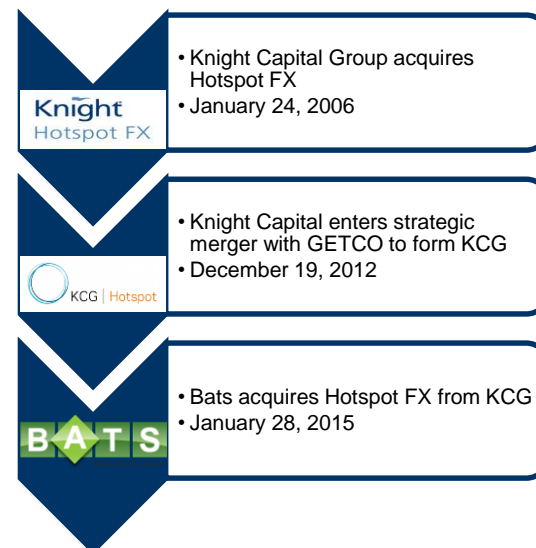 Knight
Hotspot FX
• Knight Capital Group acquires
Hotspot FX
• January 24, 2006
KCG | Hotspot
• Knight Capital enters strategic
merger with GETCO to form KCG
• December 19, 2012
BATS
• Bats acquires Hotspot FX from KCG
• January 28, 2015